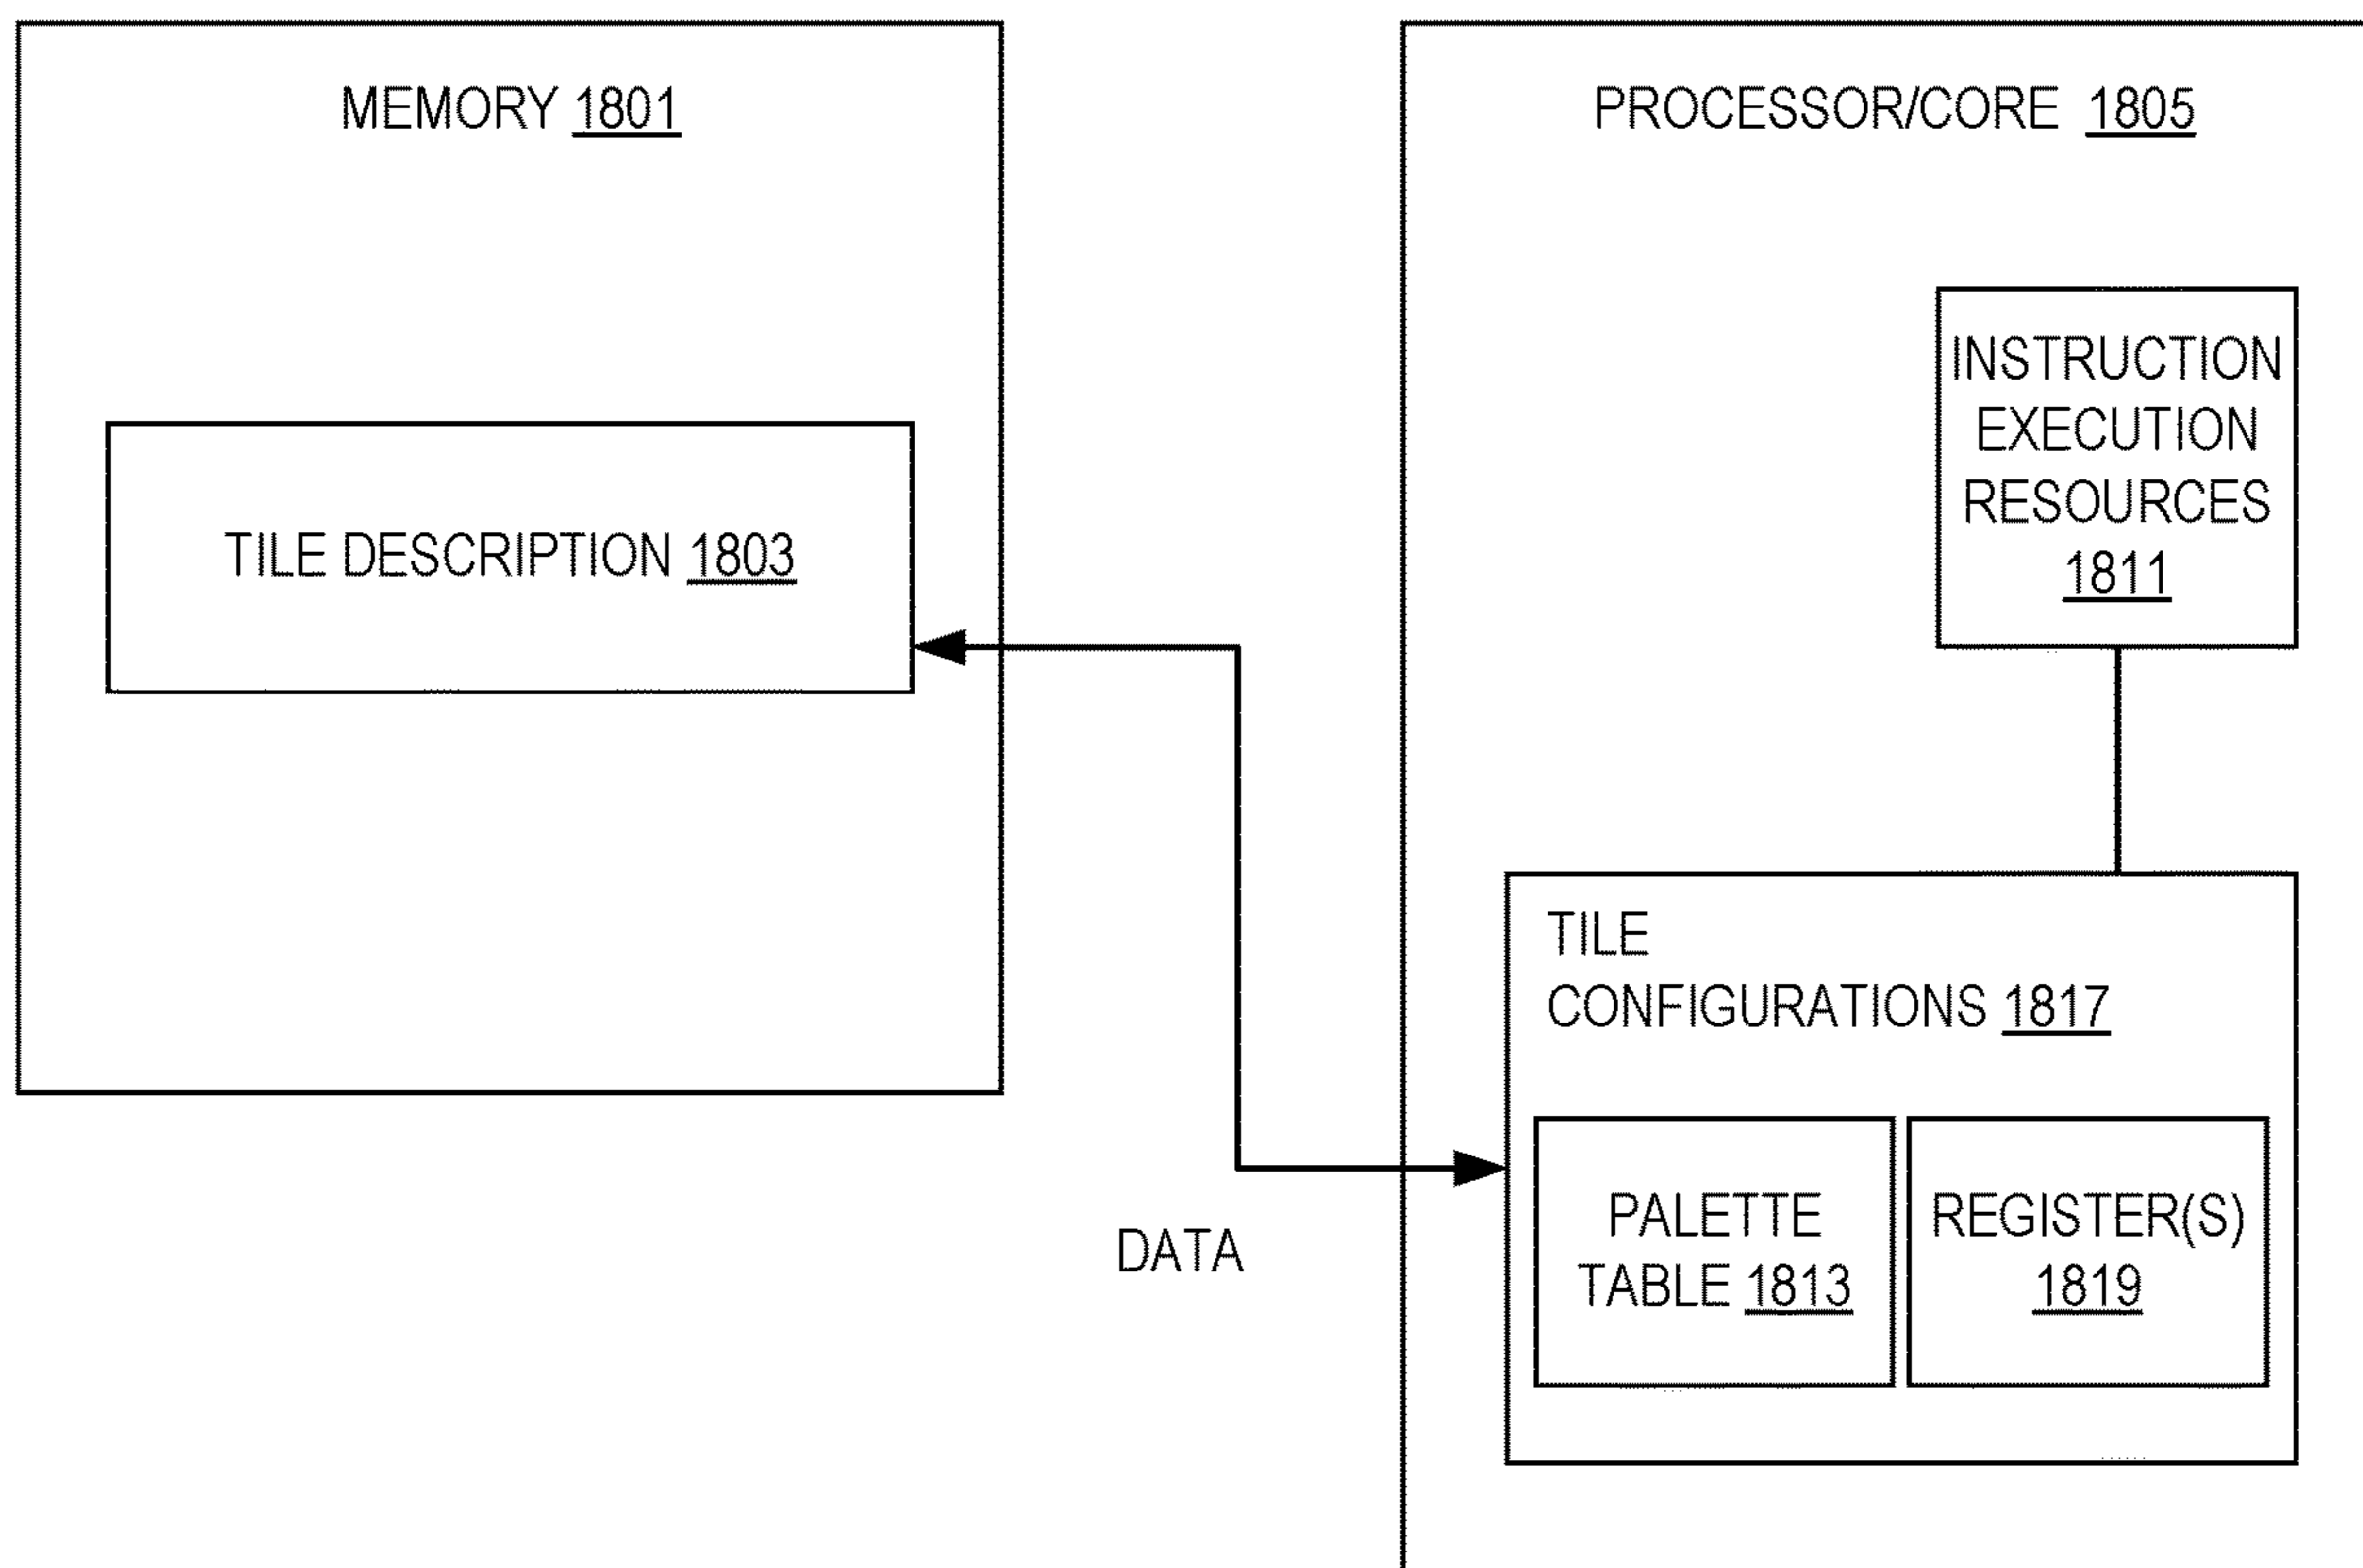 MEMORY 1801
TILE DESCRIPTION 1803
DATA
PROCESSOR/CORE 1805
INSTRUCTION
EXECUTION
RESOURCES
1811
TILE
CONFIGURATIONS 1817
PALETTE
TABLE 1813
REGISTER(S)
1819